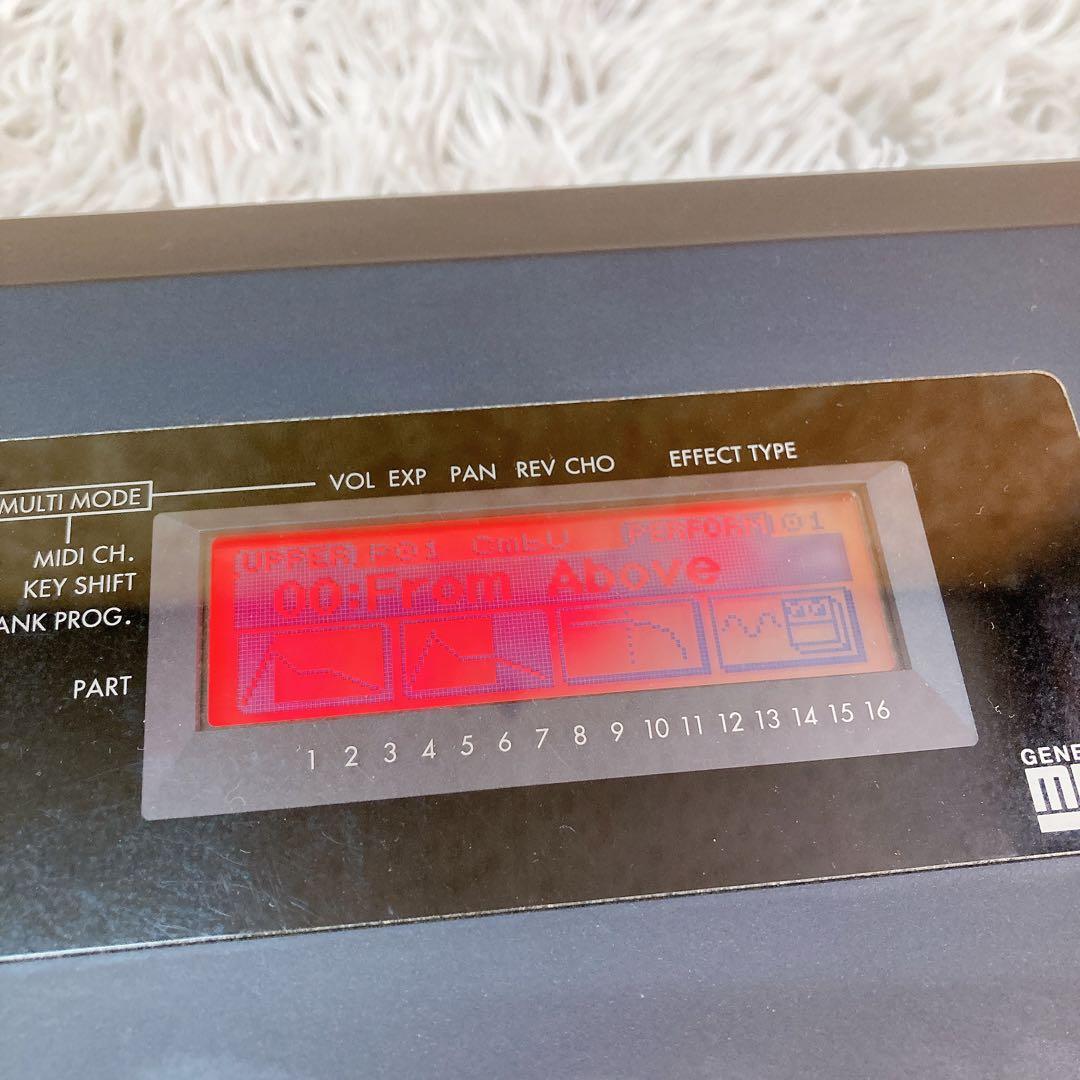 VOL EXP PAN REV CHO EFFECT TYPE
MULTI MODE
MIDI CH.
KEY SHIFT
ANK PROG.
PART
UPPER P01 CmbU PERFORM 01
00:From Above
1 2 3 4 5 6 7 8 9 10 11 12 13 14 15 16
GENE